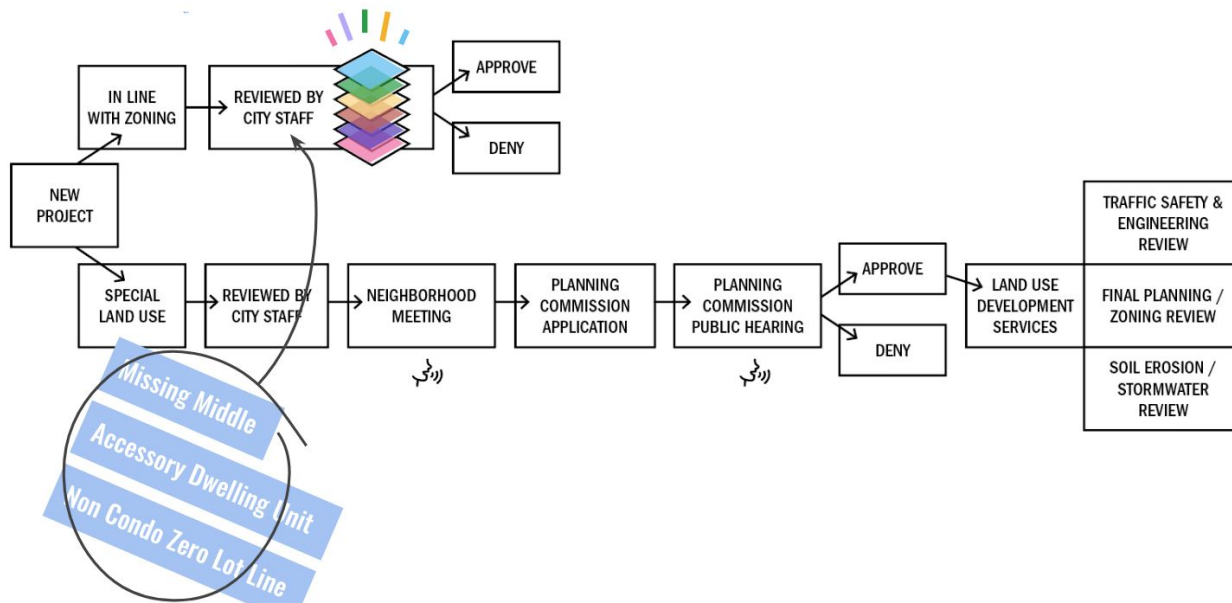 IN LINE
WITH ZONING
REVIEWED BY
CITY STAFF
APPROVE
DENY
NEW
PROJECT
SPECIAL
LAND USE
REVIEWED BY
CITY STAFF
NEIGHBORHOOD
MEETING
PLANNING
COMMISSION
APPLICATION
PLANNING
COMMISSION
PUBLIC HEARING
APPROVE
DENY
LAND USE
DEVELOPMENT
SERVICES
TRAFFIC SAFETY &
ENGINEERING
REVIEW
FINAL PLANNING /
ZONING REVIEW
SOIL EROSION /
STORMWATER
REVIEW
Missing Middle
Accessory Dwelling Unit
Non Condo Zero Lot Line